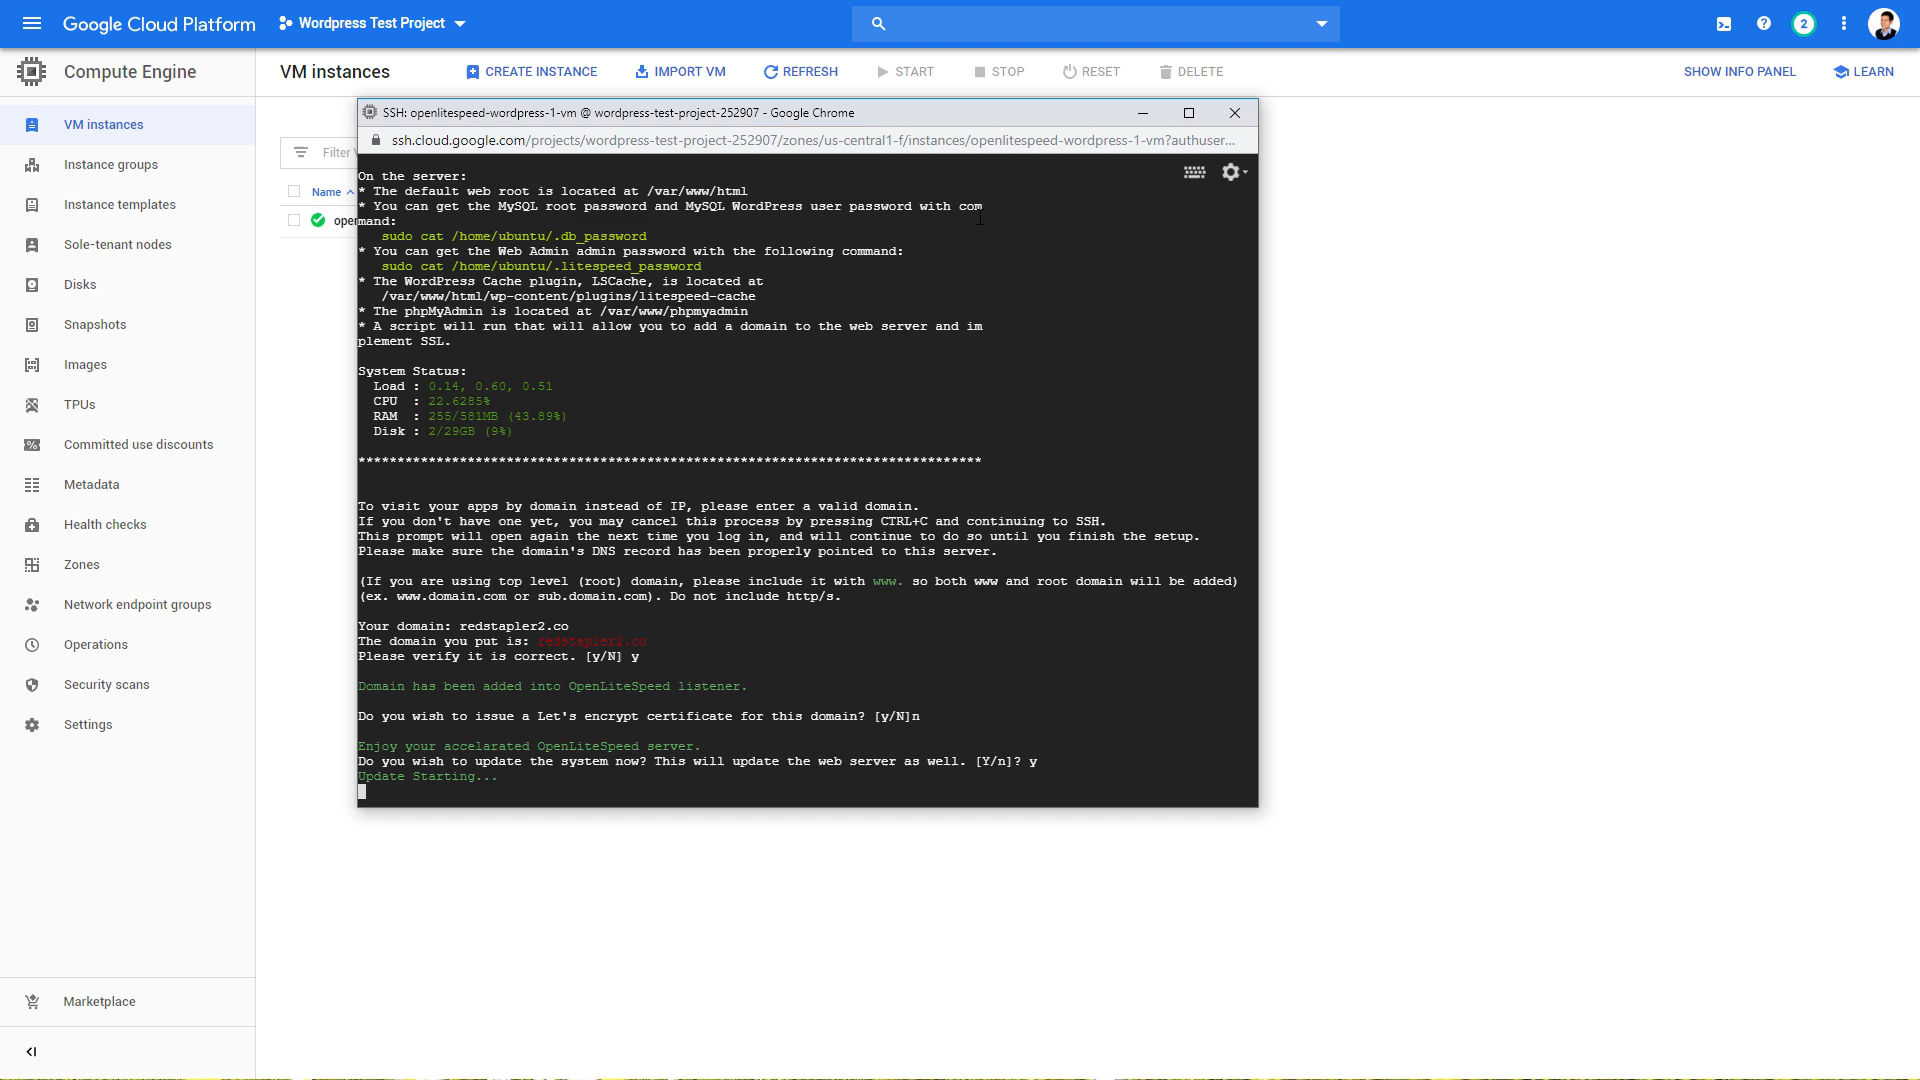 Google Cloud Platform
Wordpress Test Project
2
Compute Engine
VM instances
CREATE INSTANCE
IMPORT VM
REFRESH
START
STOP
RESET
DELETE
SHOW INFO PANEL
LEARN
VM instances
Instance groups
Instance templates
Sole-tenant nodes
Disks
Snapshots
Images
TPUs
Committed use discounts
Metadata
Health checks
Zones
Network endpoint groups
Operations
Security scans
Settings
Marketplace
Filter
Name
open
SSH: openlitespeed-wordpress-1-vm @ wordpress-test-project-252907 - Google Chrome
ssh.cloud.google.com/projects/wordpress-test-project-252907/zones/us-central1-f/instances/openlitespeed-wordpress-1-vm?authuser...
On the server:
* The default web root is located at /var/www/html
* You can get the MySQL root password and MySQL WordPress user password with com
mand:
sudo cat /home/ubuntu/.db_password
* You can get the Web Admin admin password with the following command:
sudo cat /home/ubuntu/.litespeed_password
* The WordPress Cache plugin, LSCache, is located at
/var/www/html/wp-content/plugins/litespeed-cache
* The phpMyAdmin is located at /var/www/phpmyadmin
* A script will run that will allow you to add a domain to the web server and im
plement SSL.
System Status:
Load : 0.14, 0.60, 0.51
CPU : 22.6285%
RAM : 255/581MB (43.89%)
Disk : 2/29GB (9%)
********************************************************************************
To visit your apps by domain instead of IP, please enter a valid domain.
If you don't have one yet, you may cancel this process by pressing CTRL+C and continuing to SSH.
This prompt will open again the next time you log in, and will continue to do so until you finish the setup.
Please make sure the domain's DNS record has been properly pointed to this server.
(If you are using top level (root) domain, please include it with www. so both www and root domain will be added)
(ex. www.domain.com or sub.domain.com). Do not include http/s.
Your domain: redstapler2.co
The domain you put is: redstapler2.co
Please verify it is correct. [y/N] y
Domain has been added into OpenLiteSpeed listener.
Do you wish to issue a Let's encrypt certificate for this domain? [y/N]n
Enjoy your accelarated OpenLiteSpeed server.
Do you wish to update the system now? This will update the web server as well. [Y/n]? y
Update Starting...